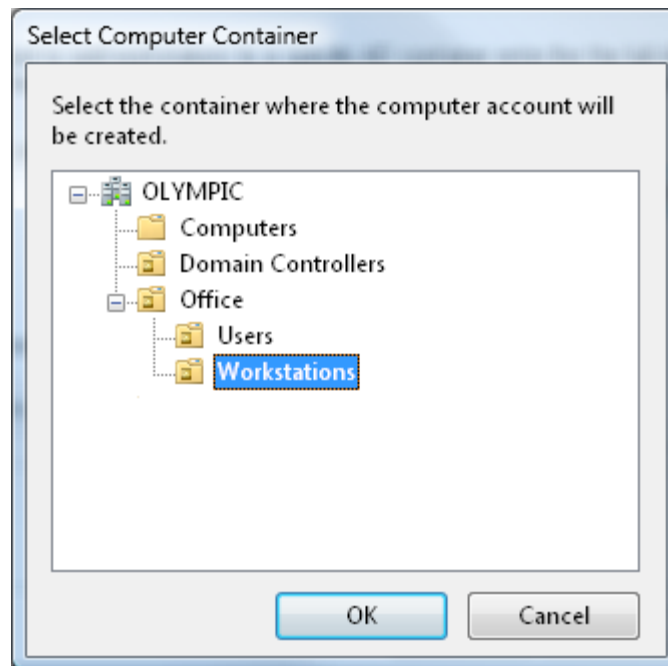 Select Computer Container
Select the container where the computer account will
be created.
OLYMPIC
Computers
Domain Controllers
Office
Users
Workstations
OK
Cancel